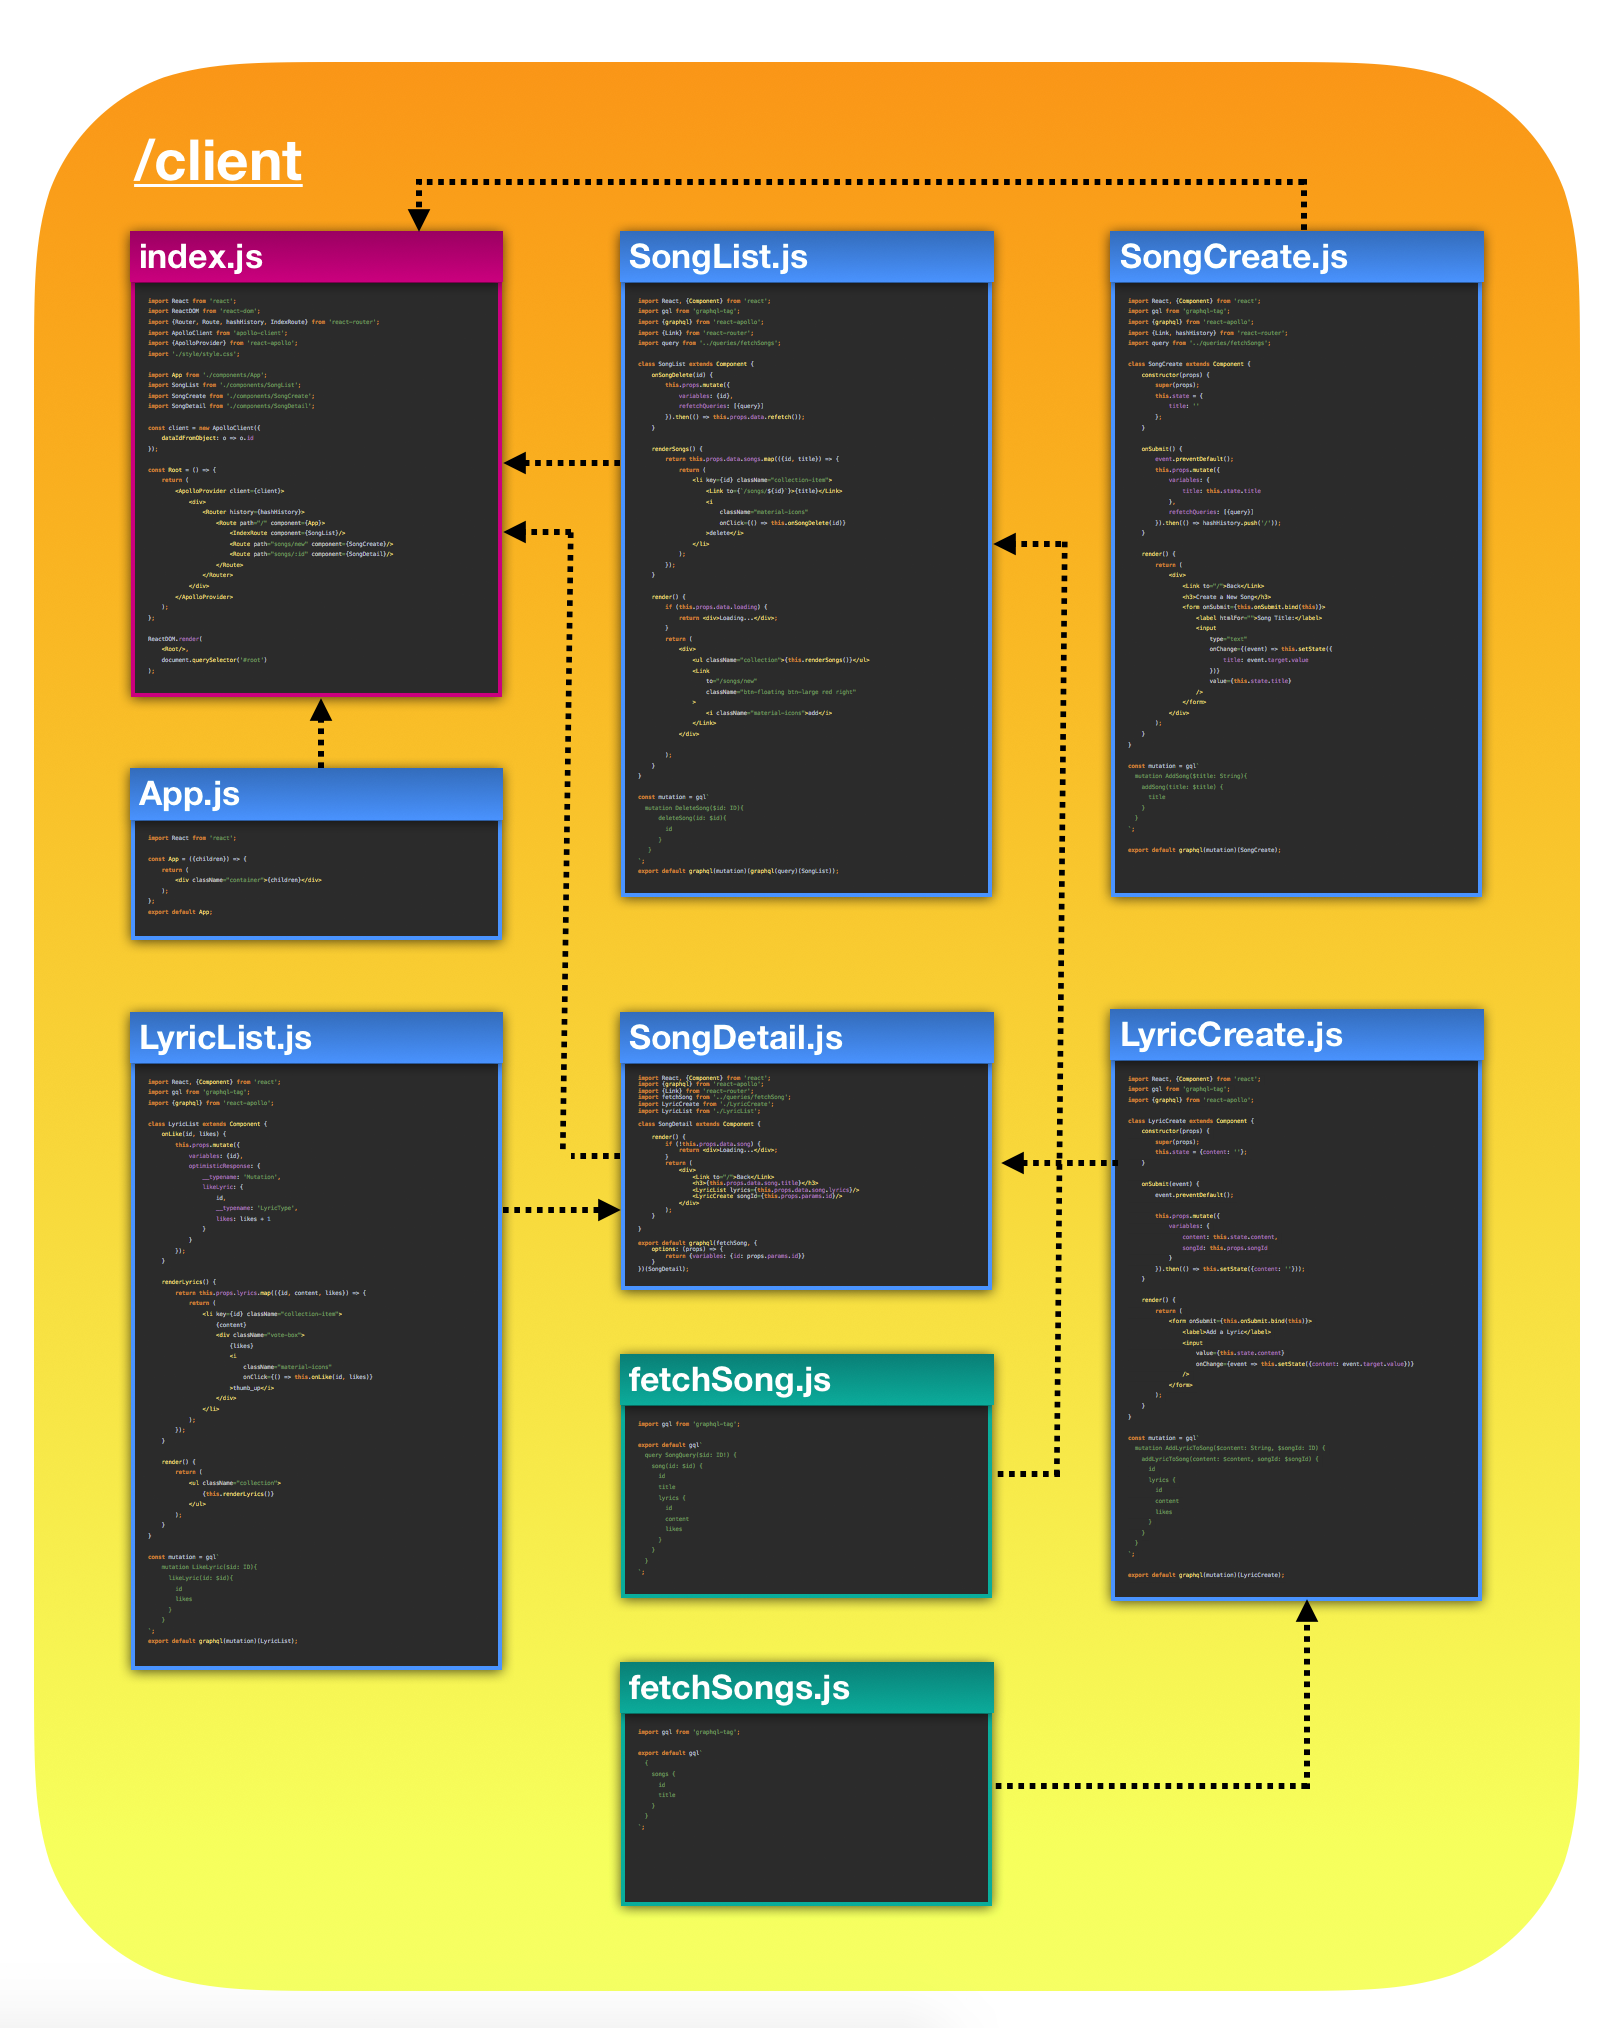 /client
index.js
import React from 'react';
import ReactDOM from 'react-dom';
import {Router, Route, hashHistory, IndexRoute} from 'react-router';
import ApolloClient from 'apollo-client';
import {ApolloProvider} from 'react-apollo';
import './style/style.css';
import App from './components/App';
import SongList from './components/SongList';
import SongCreate from './components/SongCreate';
import SongDetail from './components/SongDetail';
const client = new ApolloClient({
dataIdFromObject: o => o.id
});
const Root = () => {
return (
<ApolloProvider client={client}>
<div>
<Router history={hashHistory}>
<Route path="/" component={App}>
<IndexRoute component={SongList}/>
<Route path="songs/new" component={SongCreate}/>
<Route path="songs/:id" component={SongDetail}/>
</Route>
</Router>
</div>
</ApolloProvider>
);
};
ReactDOM.render(
<Root/>,
document.querySelector('#root')
);
SongList.js
import React, {Component} from 'react';
import gql from 'graphql-tag';
import {graphql} from 'react-apollo';
import {Link} from 'react-router';
import query from '../queries/fetchSongs';
class SongList extends Component {
onSongDelete(id) {
this.props.mutate({
variables: {id},
refetchQueries: [{query}]
}).then(() => this.props.data.refetch());
}
renderSongs() {
return this.props.data.songs.map(({id, title}) => {
return (
<li key={id} className="collection-item">
<Link to={`/songs/${id}`}>{title}</Link>
<i
className="material-icons"
onClick={() => this.onSongDelete(id)}
>delete</i>
</li>
);
});
}
render() {
if (this.props.data.loading) {
return <div>Loading...</div>;
}
return (
<div>
<ul className="collection">{this.renderSongs()}</ul>
<Link
to="/songs/new"
className="btn-floating btn-large red right"
>
<i className="material-icons">add</i>
</Link>
</div>
);
}
}
const mutation = gql`
mutation DeleteSong($id: ID){
deleteSong(id: $id){
id
}
}
`;
export default graphql(mutation)(graphql(query)(SongList));
SongCreate.js
import React, {Component} from 'react';
import gql from 'graphql-tag';
import {graphql} from 'react-apollo';
import {Link, hashHistory} from 'react-router';
import query from '../queries/fetchSongs';
class SongCreate extends Component {
constructor(props) {
super(props);
this.state = {
title: ''
};
}
onSubmit() {
event.preventDefault();
this.props.mutate({
variables: {
title: this.state.title
},
refetchQueries: [{query}]
}).then(() => hashHistory.push('/'));
}
render() {
return (
<div>
<Link to="/">Back</Link>
<h3>Create a New Song</h3>
<form onSubmit={this.onSubmit.bind(this)}>
<label htmlFor="">Song Title:</label>
<input
type="text"
onChange={(event) => this.setState({
title: event.target.value
})}
value={this.state.title}
/>
</form>
</div>
);
}
}
const mutation = gql`
mutation AddSong($title: String){
addSong(title: $title) {
title
}
}
`;
export default graphql(mutation)(SongCreate);
App.js
import React from 'react';
const App = ({children}) => {
return (
<div className="container">{children}</div>
);
};
export default App;
LyricList.js
import React, {Component} from 'react';
import gql from 'graphql-tag';
import {graphql} from 'react-apollo';
class LyricList extends Component {
onLike(id, likes) {
this.props.mutate({
variables: {id},
optimisticResponse: {
__typename: 'Mutation',
likeLyric: {
id,
__typename: 'LyricType',
likes: likes + 1
}
}
});
}
renderLyrics() {
return this.props.lyrics.map(({id, content, likes}) => {
return (
<li key={id} className="collection-item">
{content}
<div className="vote-box">
{likes}
<i
className="material-icons"
onClick={() => this.onLike(id, likes)}
>thumb_up</i>
</div>
</li>
);
});
}
render() {
return (
<ul className="collection">
{this.renderLyrics()}
</ul>
);
}
}
const mutation = gql`
mutation LikeLyric($id: ID){
likeLyric(id: $id){
id
likes
}
}
`;
export default graphql(mutation)(LyricList);
SongDetail.js
import React, {Component} from 'react';
import {graphql} from 'react-apollo';
import {Link} from 'react-router';
import fetchSong from '../queries/fetchSong';
import LyricCreate from './LyricCreate';
import LyricList from './LyricList';
class SongDetail extends Component {
render() {
if (!this.props.data.song) {
return <div>Loading...</div>;
}
return (
<div>
<Link to="/">Back</Link>
<h3>{this.props.data.song.title}</h3>
<LyricList lyrics={this.props.data.song.lyrics}/>
<LyricCreate songId={this.props.params.id}/>
</div>
);
}
}
export default graphql(fetchSong, {
options: (props) => {
return {variables: {id: props.params.id}}
}
})(SongDetail);
LyricCreate.js
import React, {Component} from 'react';
import gql from 'graphql-tag';
import {graphql} from 'react-apollo';
class LyricCreate extends Component {
constructor(props) {
super(props);
this.state = {content: ''};
}
onSubmit(event) {
event.preventDefault();
this.props.mutate({
variables: {
content: this.state.content,
songId: this.props.songId
}
}).then(() => this.setState({content: ''}));
}
render() {
return (
<form onSubmit={this.onSubmit.bind(this)}>
<label>Add a Lyric</label>
<input
value={this.state.content}
onChange={event => this.setState({content: event.target.value})}
/>
</form>
);
}
}
const mutation = gql`
mutation AddLyricToSong($content: String, $songId: ID) {
addLyricToSong(content: $content, songId: $songId) {
id
lyrics {
id
content
likes
}
}
}
`;
export default graphql(mutation)(LyricCreate);
fetchSong.js
import gql from 'graphql-tag';
export default gql`
query SongQuery($id: ID!) {
song(id: $id) {
id
title
lyrics {
id
content
likes
}
}
}
`;
fetchSongs.js
import gql from 'graphql-tag';
export default gql`
{
songs {
id
title
}
}
`;